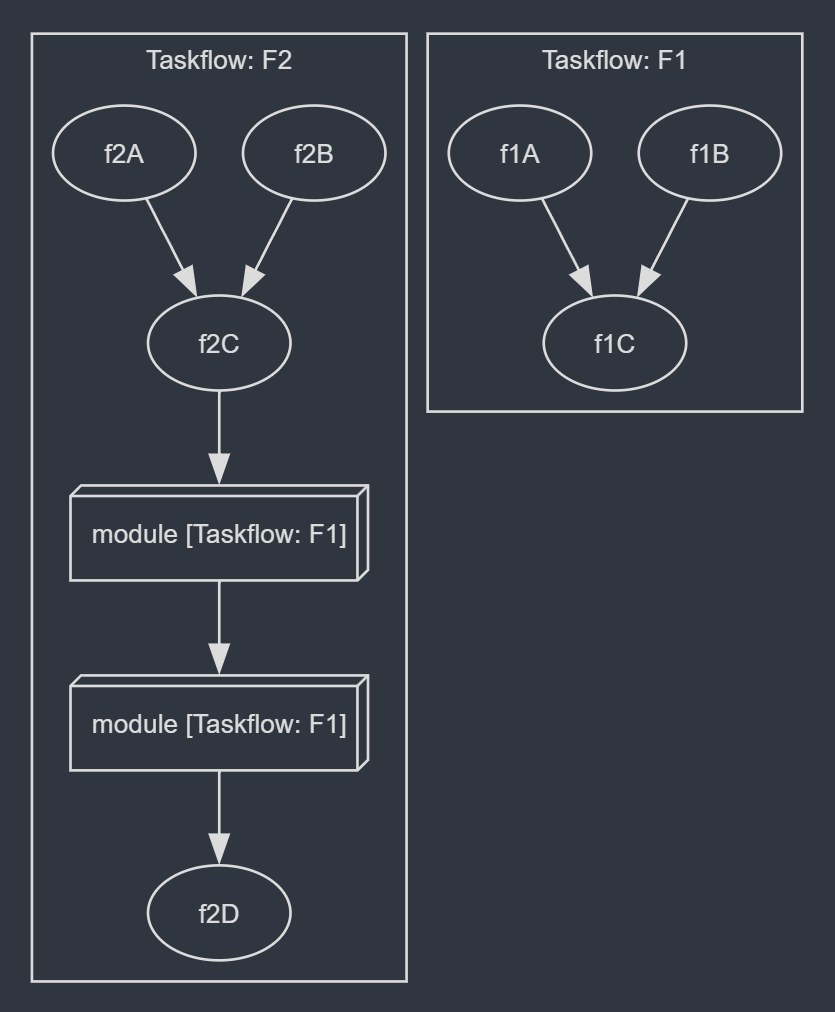 Taskflow: F2
f2A
f2B
f2C
module [Taskflow: F1]
module [Taskflow: F1]
f2D
Taskflow: F1
f1A
f1B
f1C